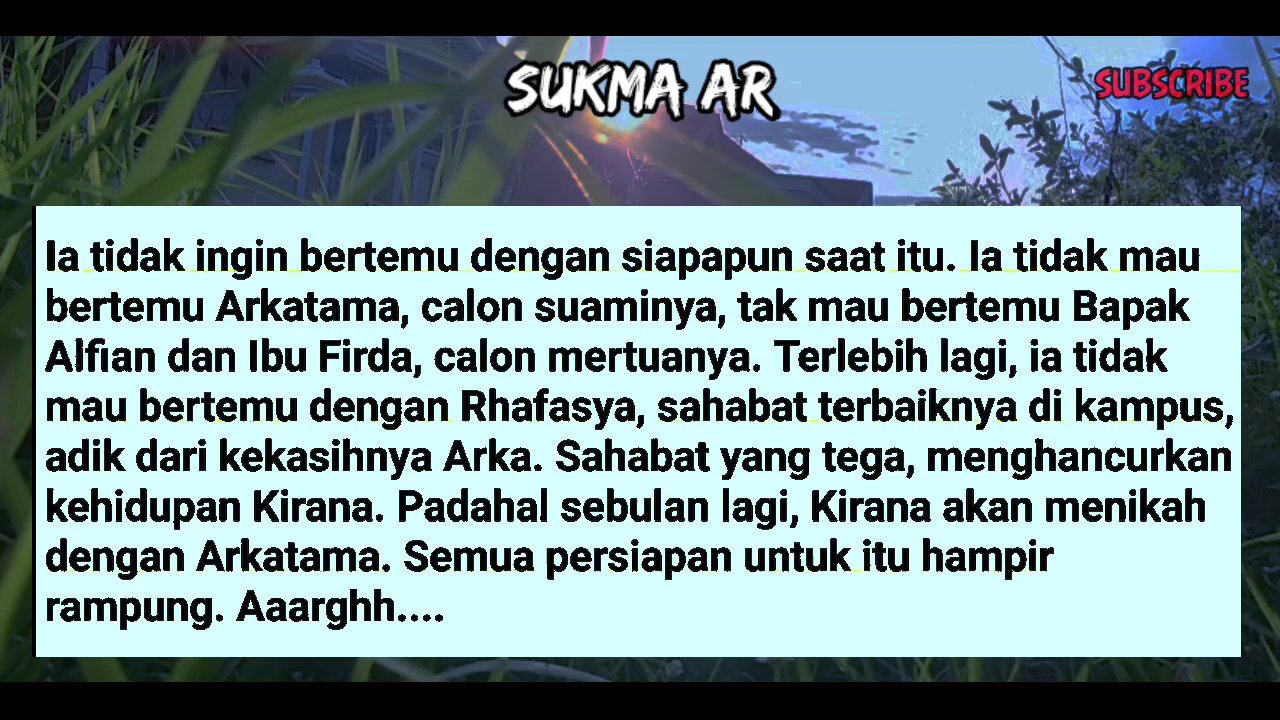 SUKMA AR
SUBSCRIBE
Ia tidak ingin bertemu dengan siapapun saat itu. Ia tidak mau
bertemu Arkatama, calon suaminya, tak mau bertemu Bapak
Alfian dan Ibu Firda, calon mertuanya. Terlebih lagi, ia tidak
mau bertemu dengan Rhafasya, sahabat terbaiknya di kampus,
adik dari kekasihnya Arka. Sahabat yang tega, menghancurkan
kehidupan Kirana. Padahal sebulan lagi, Kirana akan menikah
dengan Arkatama. Semua persiapan untuk itu hampir
rampung. Aaarghh....